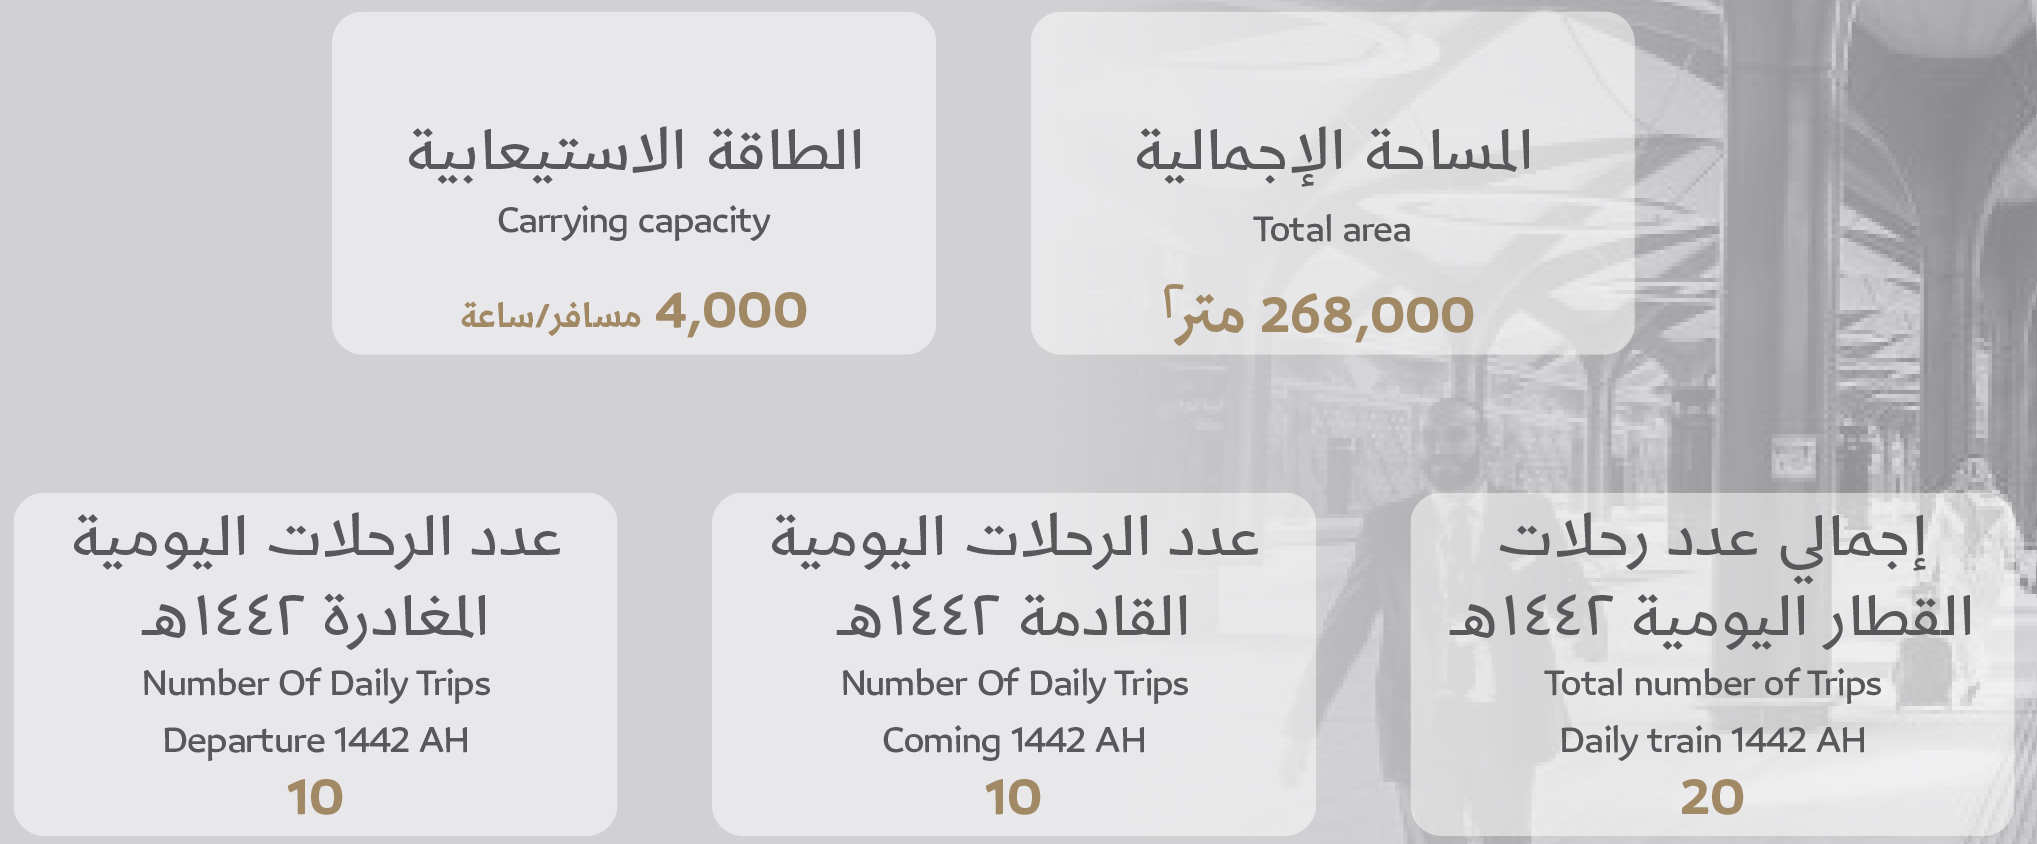 المساحة الإجمالية
Total area
268,000 متر٢
الطاقة الاستيعابية
Carrying capacity
4,000 مسافر/ساعة
إجمالي عدد رحلات
القطار اليومية ١٤٤٢هـ
Total number of Trips
Daily train 1442 AH
20
عدد الرحلات اليومية
القادمة ١٤٤٢هـ
Number Of Daily Trips
Coming 1442 AH
10
عدد الرحلات اليومية
المغادرة ١٤٤٢هـ
Number Of Daily Trips
Departure 1442 AH
10